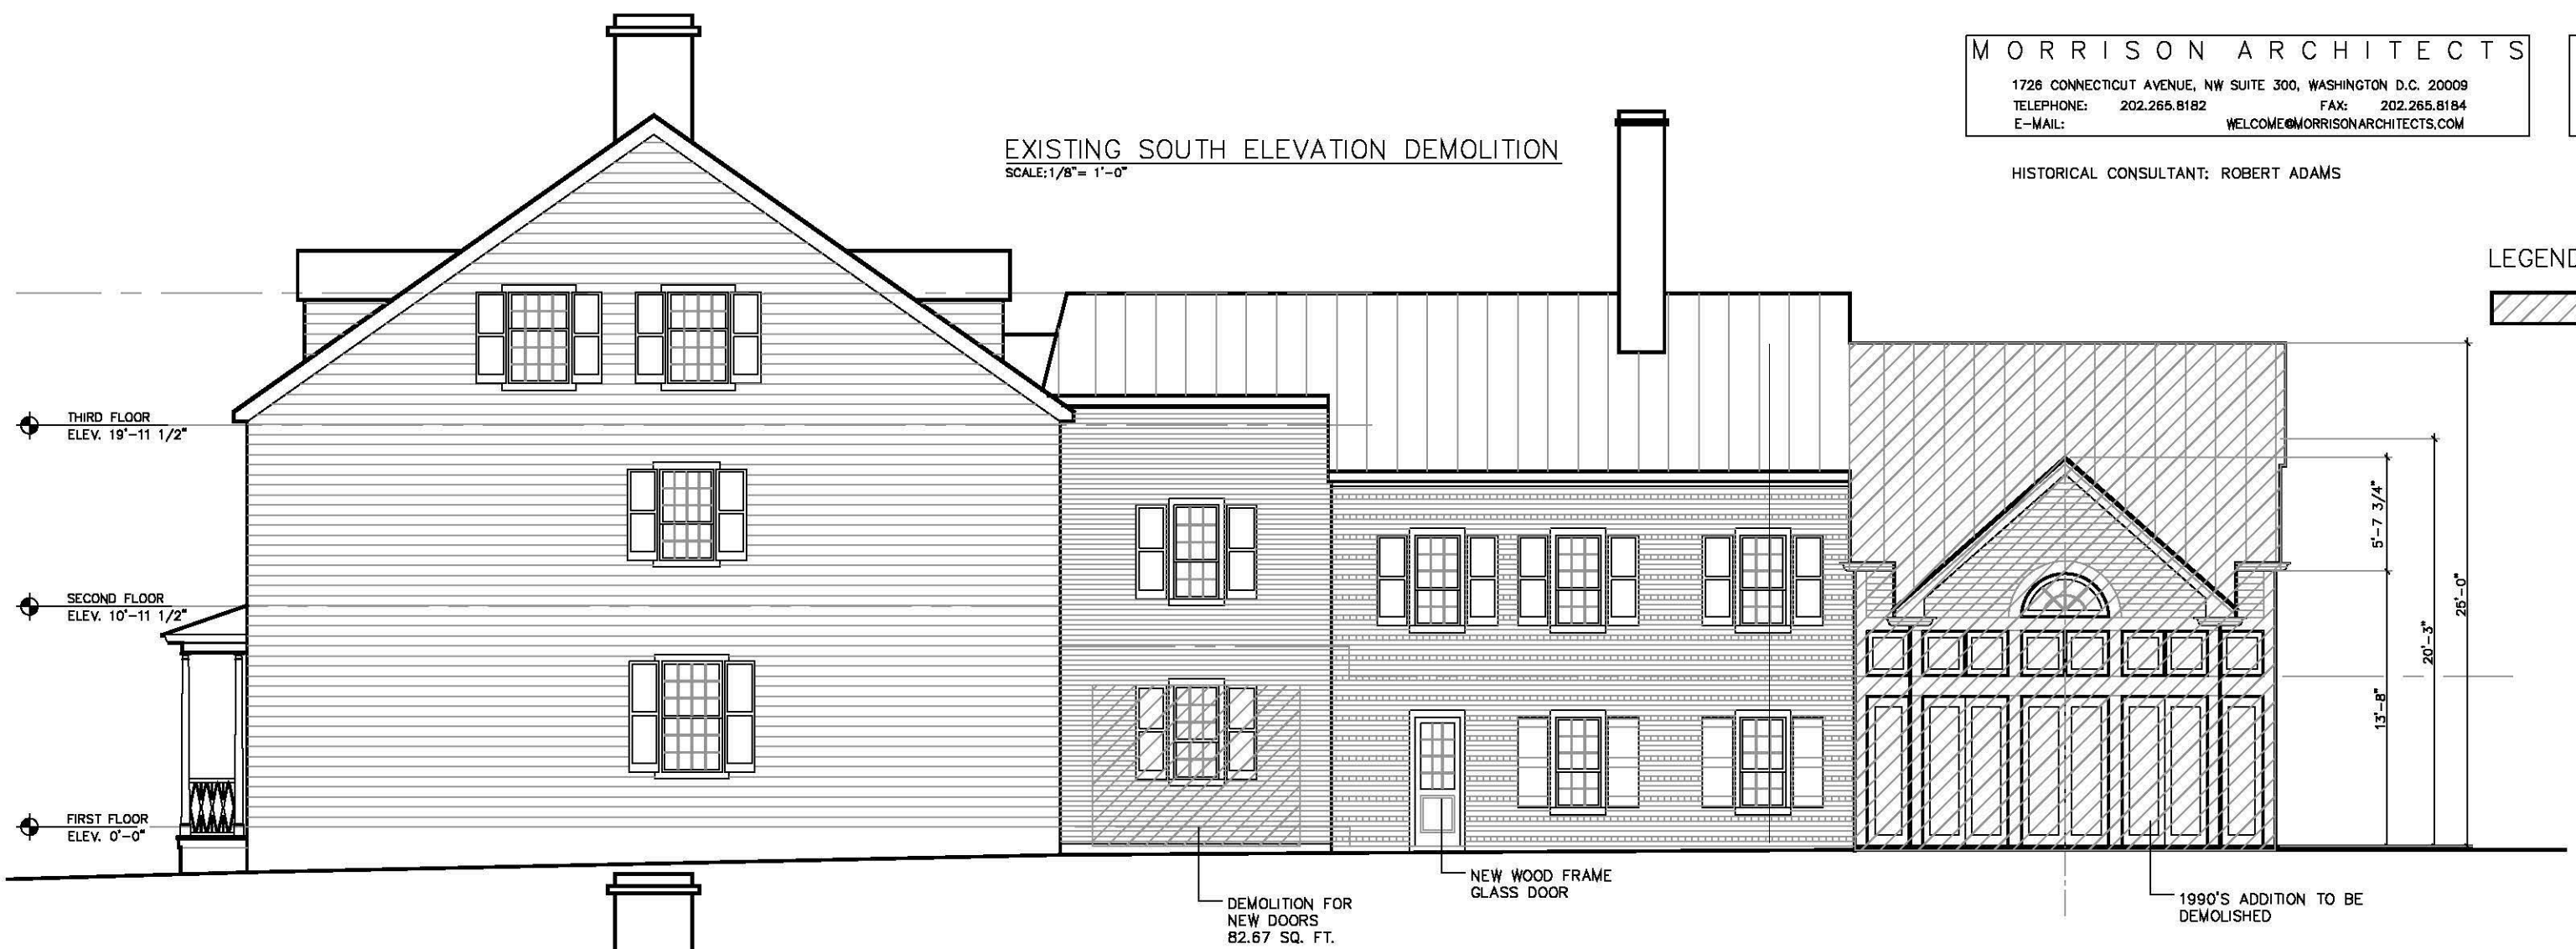 MORRISON ARCHITECTS
1726 CONNECTICUT AVENUE, NW SUITE 300, WASHINGTON D.C. 20009
TELEPHONE: 202.265.8182 FAX: 202.265.8184
E-MAIL: WELCOME@MORRISONARCHITECTS.COM
HISTORICAL CONSULTANT: ROBERT ADAMS
EXISTING SOUTH ELEVATION DEMOLITION
SCALE: 1/8"= 1'-0"
LEGEND
THIRD FLOOR
ELEV. 19'-11 1/2"
SECOND FLOOR
ELEV. 10'-11 1/2"
FIRST FLOOR
ELEV. 0'-0"
5'-7 3/4"
13'-8"
20'-3"
25'-0"
DEMOLITION FOR
NEW DOORS
82.67 SQ. FT.
NEW WOOD FRAME
GLASS DOOR
1990'S ADDITION TO BE
DEMOLISHED